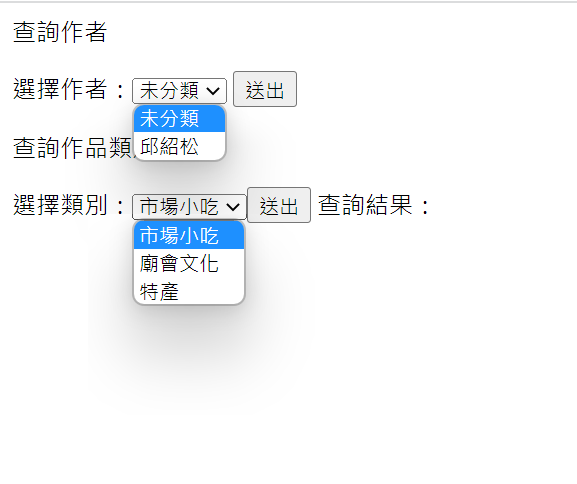 查詢作者
選擇作者：未分類 送出
未分類
邱紹松
查詢作品類
選擇類別：市場小吃 送出 查詢結果：
市場小吃
廟會文化
特產